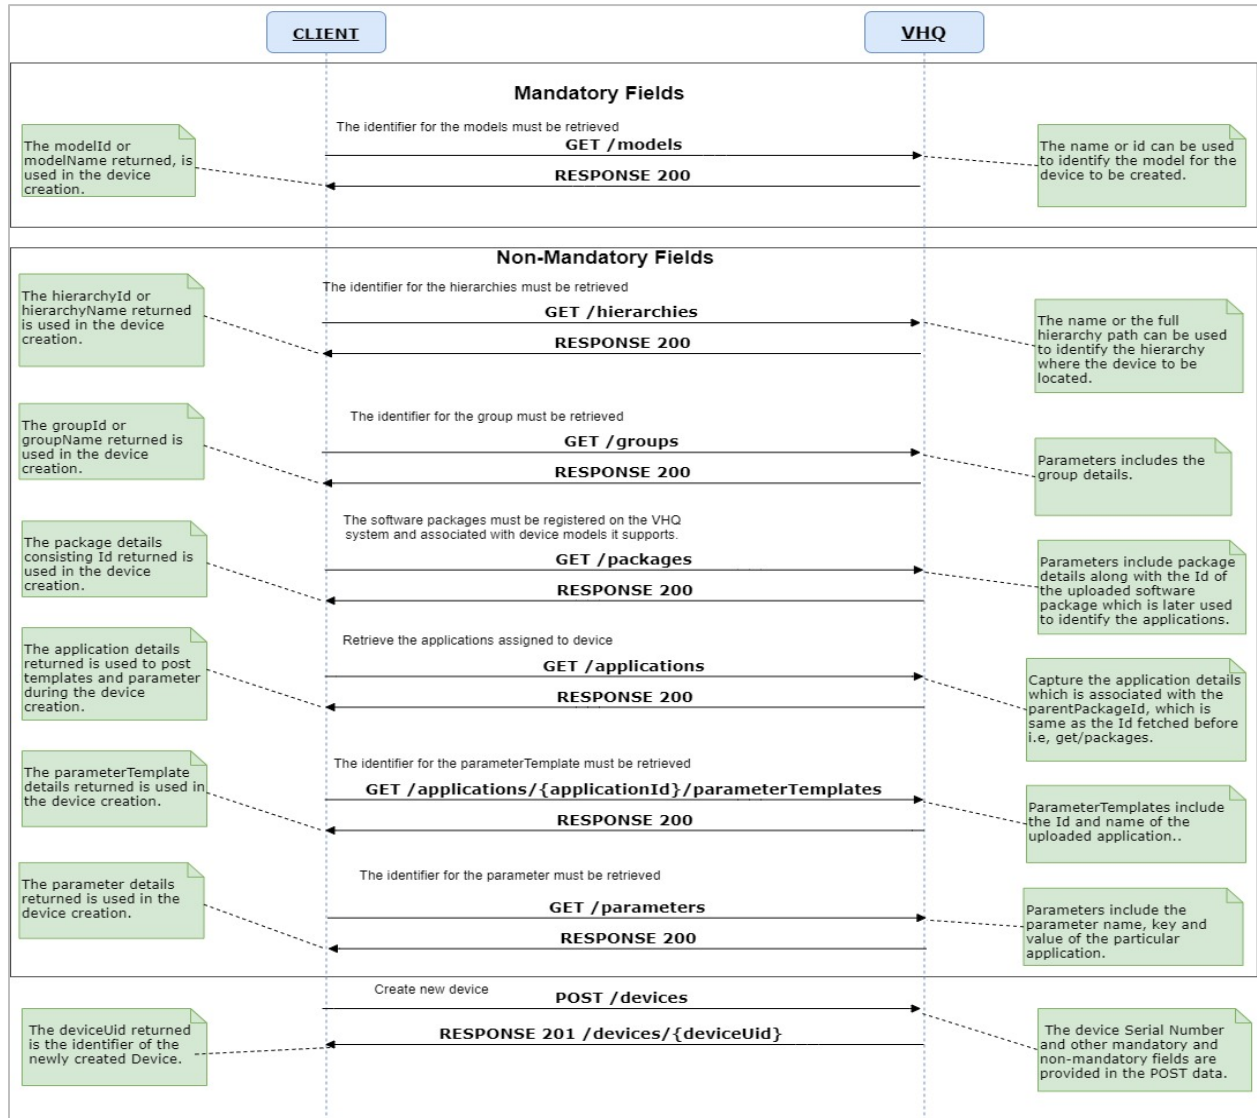 CLIENT
VHQ
Mandatory Fields
The identifier for the models must be retrieved
GET /models
RESPONSE 200
The modelId or
modelName returned, is
used in the device
creation.
The name or id can be used
to identify the model for the
device to be created.
Non-Mandatory Fields
The identifier for the hierarchies must be retrieved
GET /hierarchies
RESPONSE 200
The hierarchyId or
hierarchyName returned
is used in the device
creation.
The name or the full
hierarchy path can be used
to identify the hierarchy
where the device to be
located.
The identifier for the group must be retrieved
GET /groups
RESPONSE 200
The groupId or
groupName returned is
used in the device
creation.
Parameters includes the
group details.
The software packages must be registered on the VHQ
system and associated with device models it supports.
GET /packages
RESPONSE 200
The package details
consisting Id returned is
used in the device
creation.
Parameters include package
details along with the Id of
the uploaded software
package which is later used
to identify the applications.
Retrieve the applications assigned to device
GET /applications
RESPONSE 200
The application details
returned is used to post
templates and parameter
during the device
creation.
Capture the application details
which is associated with the
parentPackageId, which is
same as the Id fetched before
i.e, get/packages.
The identifier for the parameterTemplate must be retrieved
GET /applications/{applicationId}/parameterTemplates
RESPONSE 200
The parameterTemplate
details returned is used in
the device creation.
ParameterTemplates include
the Id and name of the
uploaded application..
The identifier for the parameter must be retrieved
GET /parameters
RESPONSE 200
The parameter details
returned is used in the
device creation.
Parameters include the
parameter name, key and
value of the particular
application.
Create new device
POST /devices
RESPONSE 201 /devices/{deviceUid}
The deviceUid returned
is the identifier of the
newly created Device.
The device Serial Number
and other mandatory and
non-mandatory fields are
provided in the POST data.